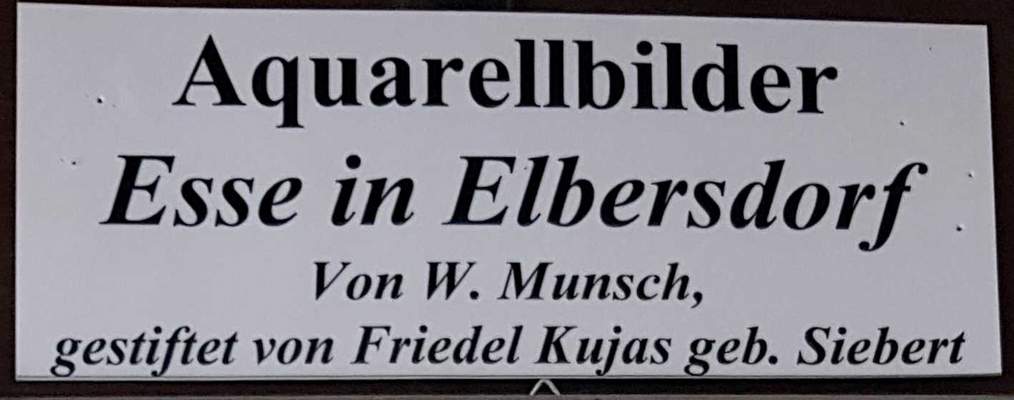 Aquarellbilder
Esse in Elbersdorf
Von W. Munsch,
gestiftet von Friedel Kujas geb. Siebert